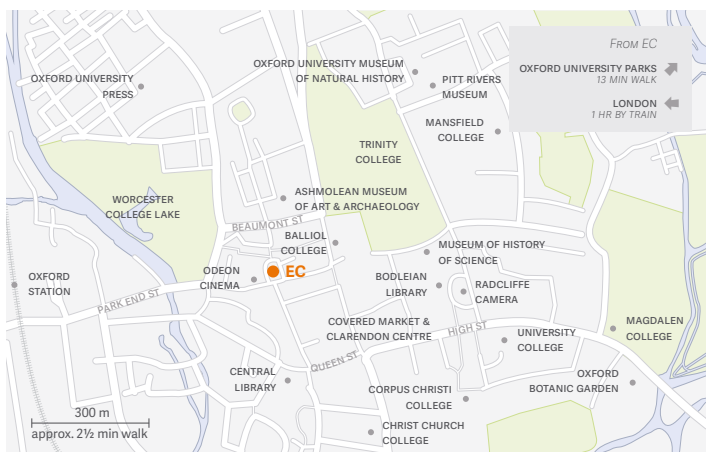 FROM EC
OXFORD UNIVERSITY PARKS
13 MIN WALK
LONDON
1 HR BY TRAIN
OXFORD UNIVERSITY
PRESS
OXFORD UNIVERSITY MUSEUM
OF NATURAL HISTORY
PITT RIVERS
MUSEUM
MANSFIELD
COLLEGE
TRINITY
COLLEGE
WORCESTER
COLLEGE LAKE
ASHMOLEAN MUSEUM
OF ART & ARCHAEOLOGY
BEAUMONT ST
BALLIOL
COLLEGE
MUSEUM OF HISTORY
OF SCIENCE
OXFORD
STATION
ODEON
CINEMA
EC
BODLEIAN
LIBRARY
RADCLIFFE
CAMERA
PARK END ST
COVERED MARKET &
CLARENDON CENTRE
HIGH ST
UNIVERSITY
COLLEGE
MAGDALEN
COLLEGE
QUEEN ST
CENTRAL
LIBRARY
CORPUS CHRISTI
COLLEGE
OXFORD
BOTANIC GARDEN
CHRIST CHURCH
COLLEGE
300 m
approx. 2½ min walk